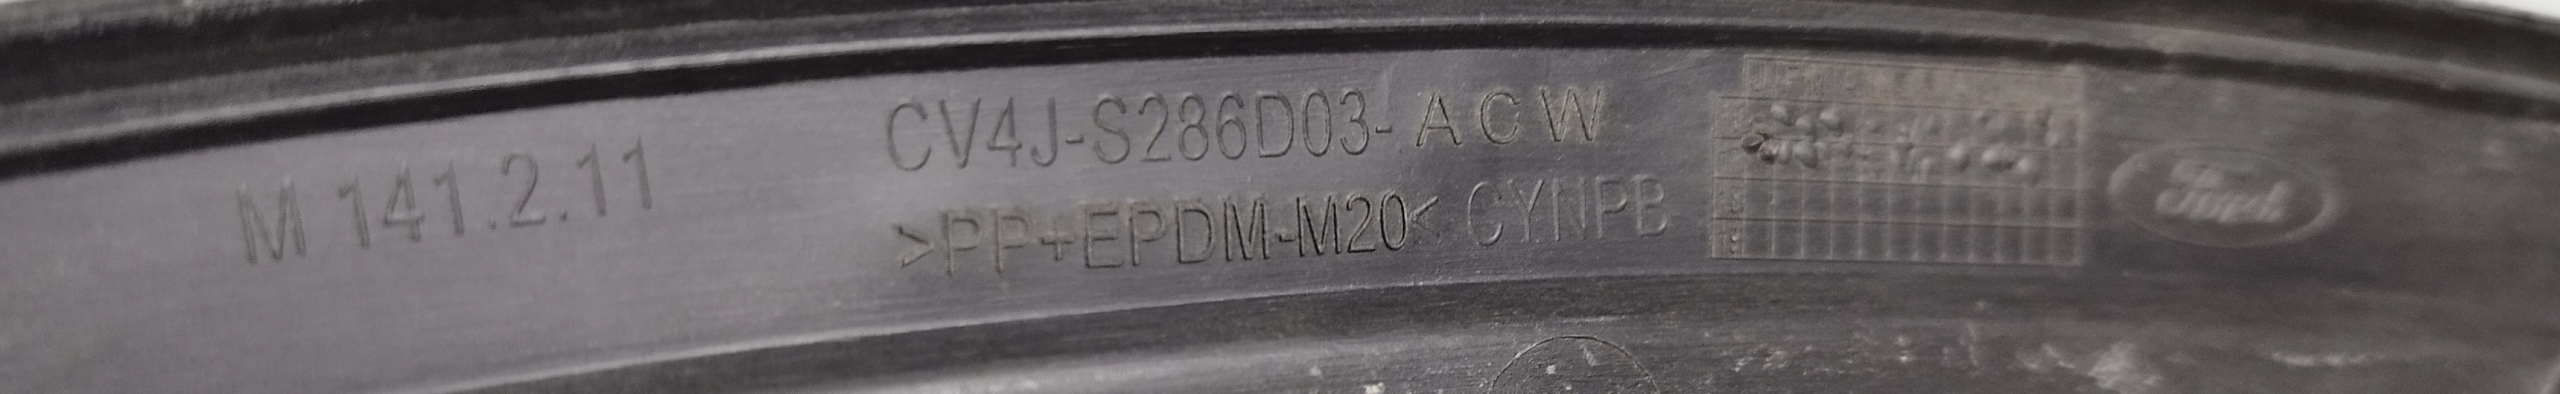 M 141.2.11
CV4J-S286D03-ACW
>PP+EPDM-M20< CYNPB
Ford